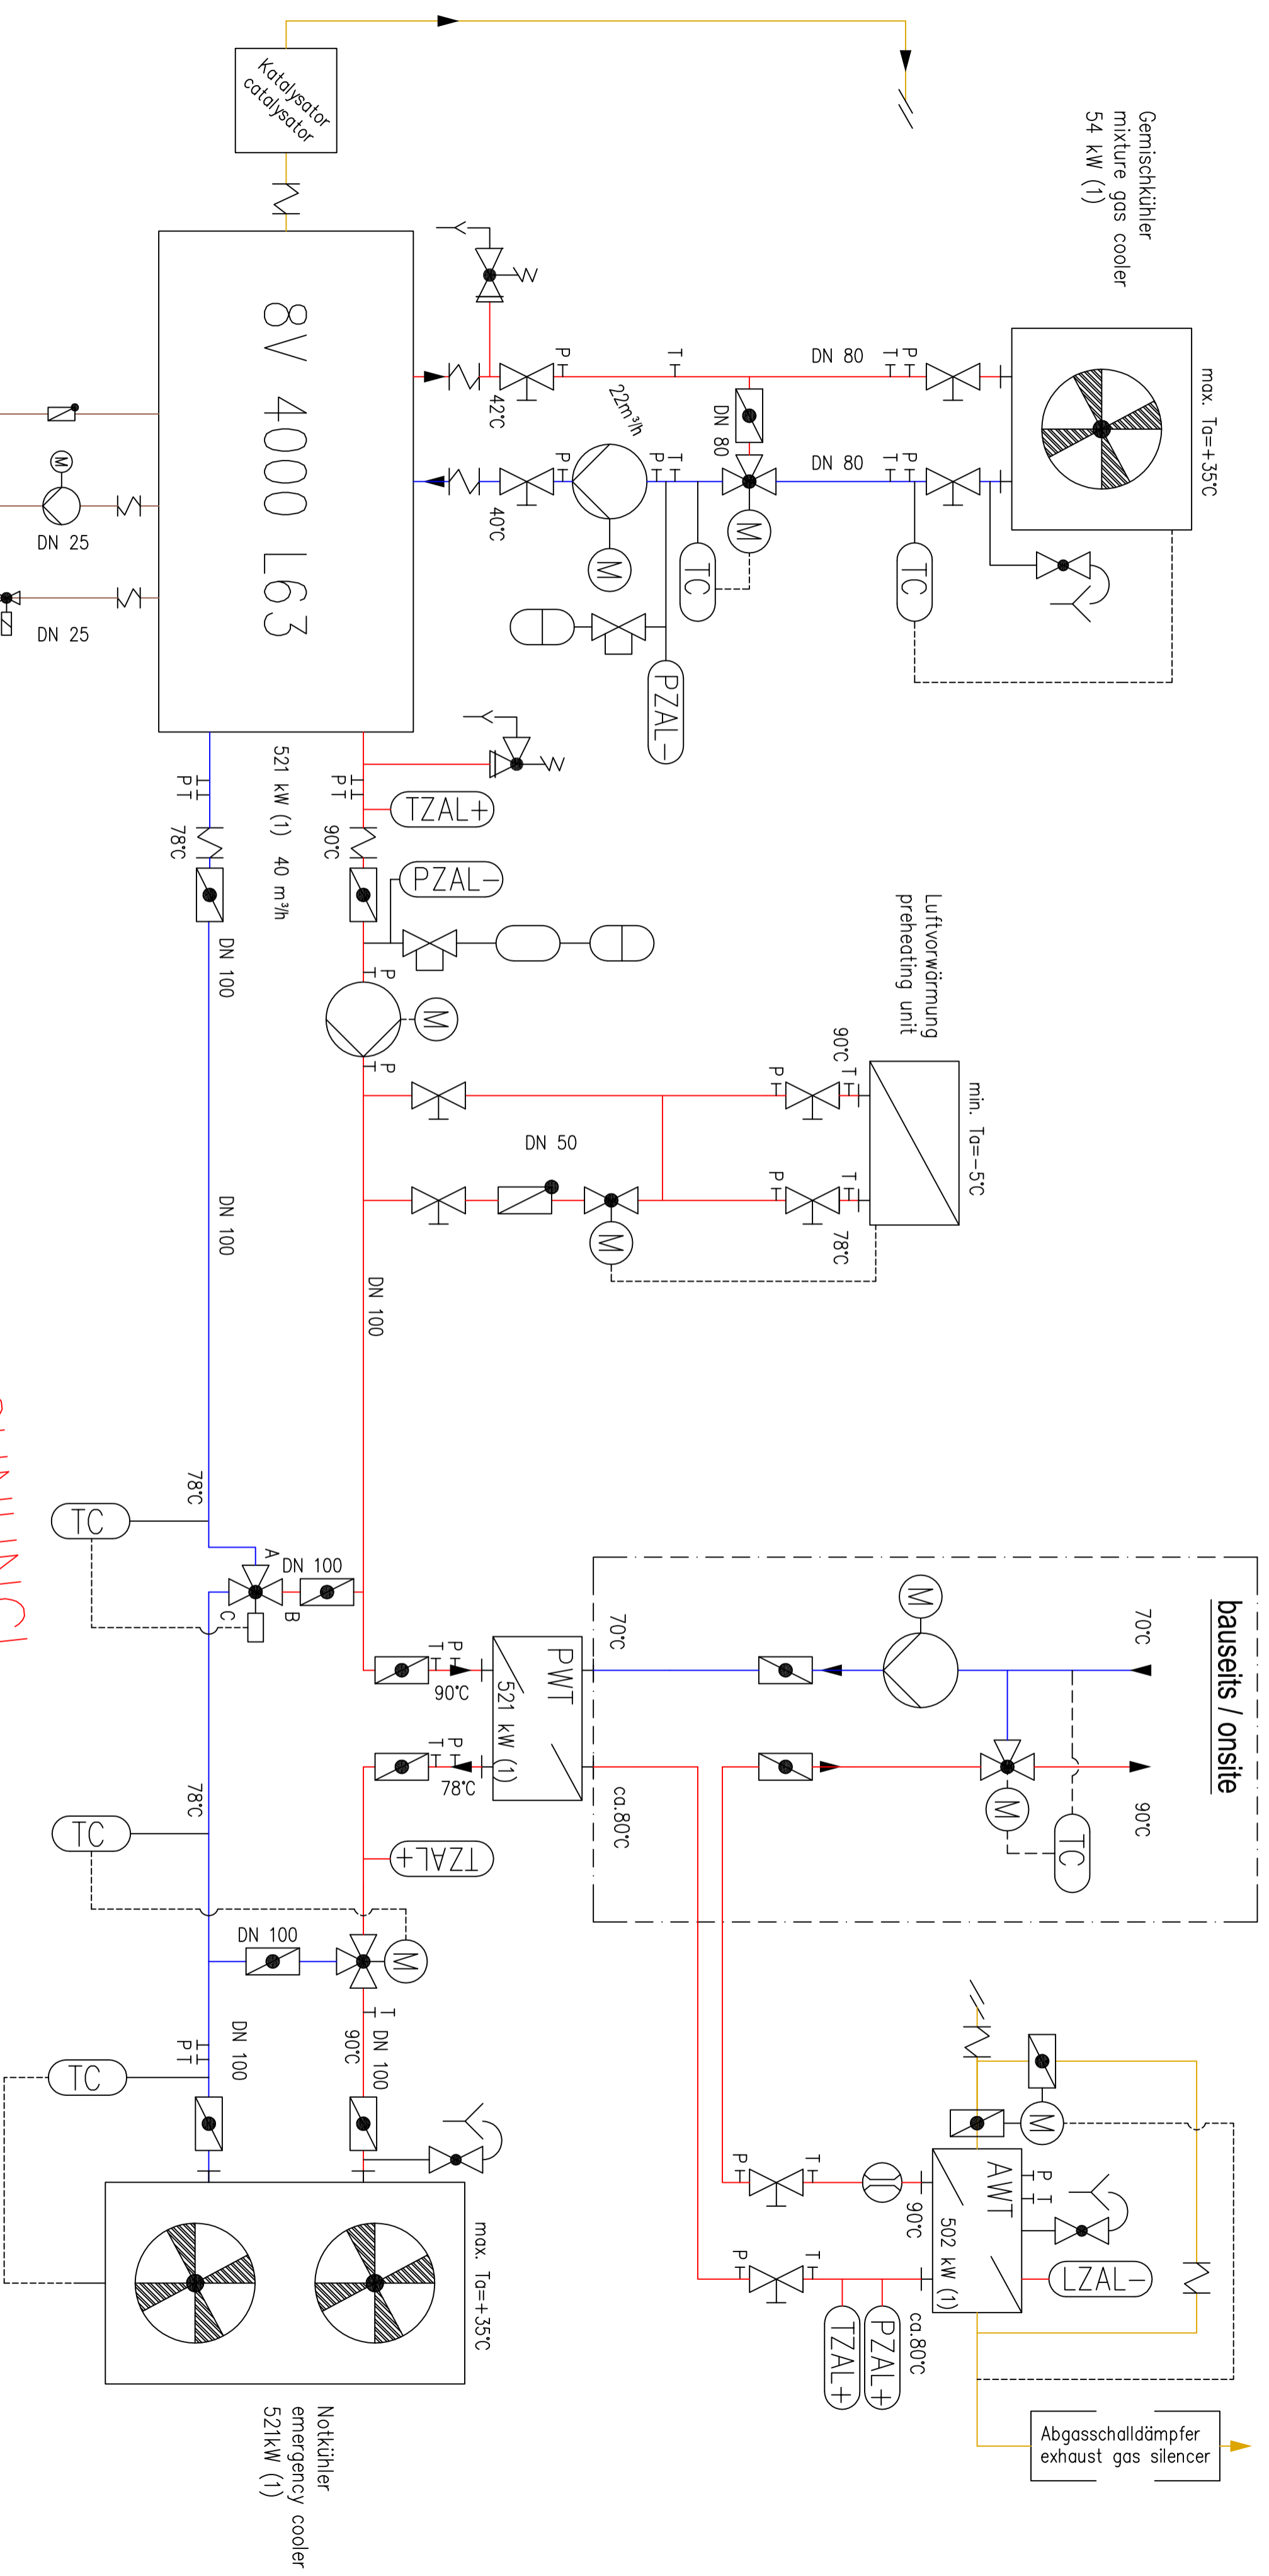 Katalysator
catalysator
Gemischkühler
mixture gas cooler
54 kW (1)
max. Ta=+35°C
8V 4000 L63
DN 80
P
T
T
P
42°C
22m³/h
DN 80
DN 80
P
P
T
T
P
40°C
M
M
TC
TC
PZAL-
M
DN 25
DN 25
521 kW (1) 40 m³/h
P
T
78°C
P
T
90°C
TZAL+
PZAL-
DN 100
P
T
M
P
T
Luftvorwärmung
preheating unit
min. Ta=-5°C
90°C
T
P
DN 50
P
T
78°C
M
DN 100
DN 100
78°C
TC
A
DN 100
B
C
bauseits / onsite
70°C
90°C
M
M
TC
70°C
ca.80°C
PWT
521 kW (1)
P
T
90°C
P
T
78°C
TZAL+
78°C
TC
DN 100
M
T
T
DN 100
90°C
DN 100
P
T
TC
max. Ta=+35°C
Notkühler
emergency cooler
521kW (1)
M
AWT
502 kW (1)
P
T
LZAL-
P
T
90°C
P
T
ca.80°C
PZAL+
TZAL+
Abgasschalldämpfer
exhaust gas silencer